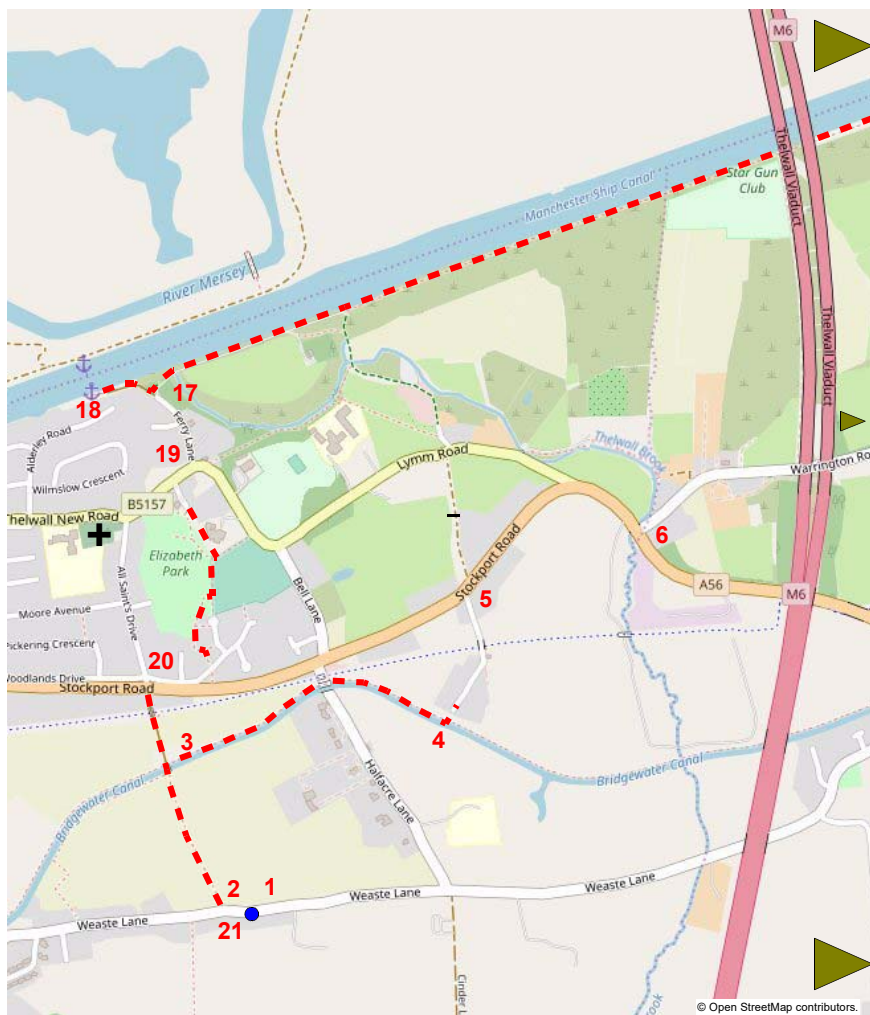 M6
Thelwall Viaduct
Thelwall Viaduct
Star Gun
Club
Manchester Ship Canal
River Mersey
18
17
Ferry Lane
Alderley Road
19
Wilmslow Crescent
B5157
Thelwall New Road
Lymm Road
Thelwall Brook
Warrington Ro
Elizabeth
Park
All Saint's Drive
Bell Lane
Stockport Road
6
5
A56
M6
Moore Avenue
Pickering Crescent
20
Woodlands Drive
Stockport Road
3
4
Bridgewater Canal
Bridgewater Canal
Halfacre Lane
2
1
21
Weaste Lane
Weaste Lane
Weaste Lane
Cinder L
ook
© Open StreetMap contributors.